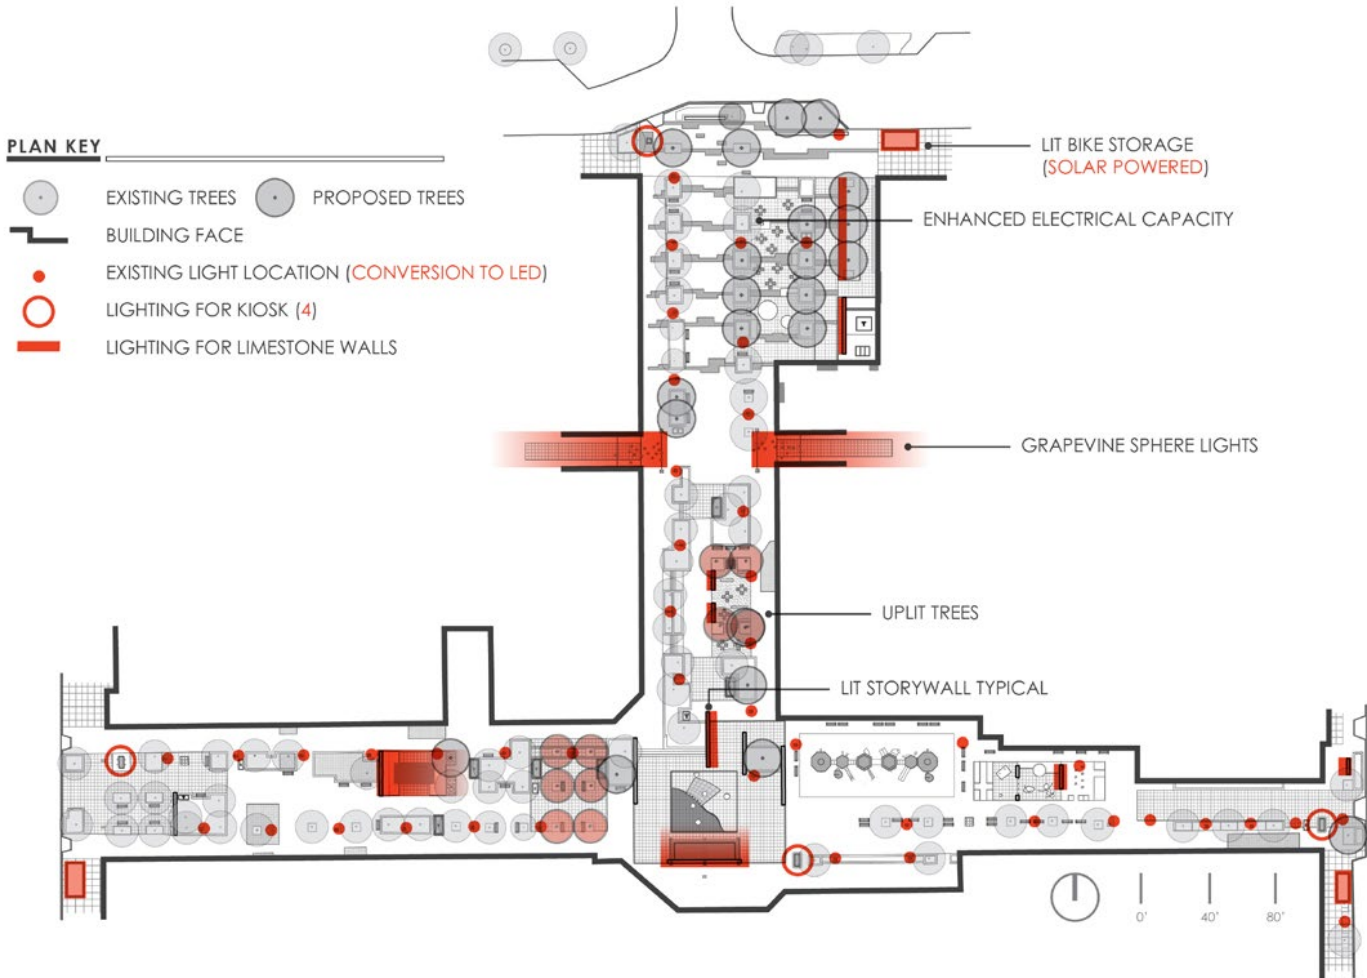 PLAN KEY
EXISTING TREES
PROPOSED TREES
BUILDING FACE
EXISTING LIGHT LOCATION (CONVERSION TO LED)
LIGHTING FOR KIOSK (4)
LIGHTING FOR LIMESTONE WALLS
LIT BIKE STORAGE
(SOLAR POWERED)
ENHANCED ELECTRICAL CAPACITY
GRAPEVINE SPHERE LIGHTS
UPLIT TREES
LIT STORYWALL TYPICAL
0' 40' 80'